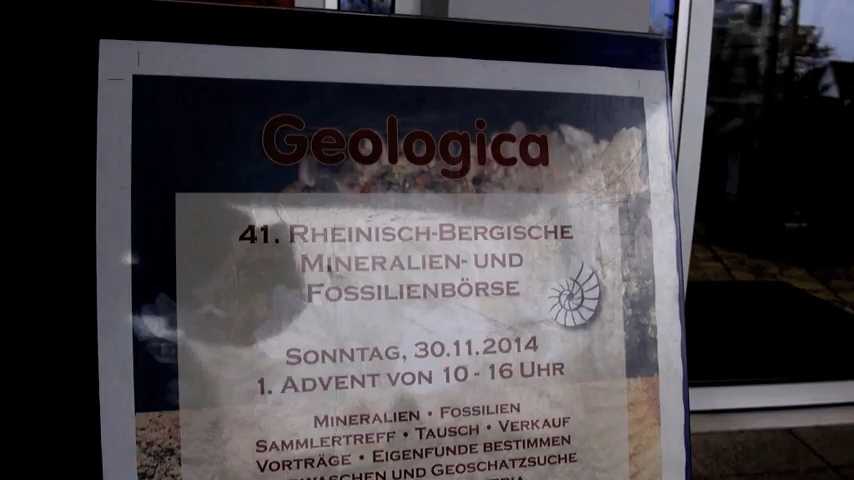 Geologica
41. Rheinisch-Bergische
Mineralien- und
Fossilienbörse
Sonntag, 30.11.2014
1. Advent von 10 - 16 Uhr
Mineralien • Fossilien
Sammlertreff • Tausch • Verkauf
Vorträge • Eigenfunde bestimmen
und Geoschatzsuche